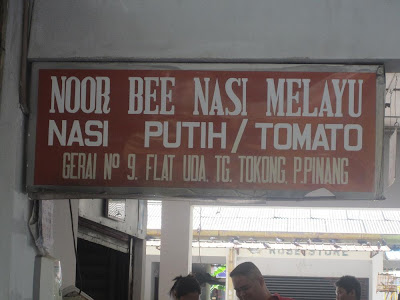 NOOR BEE NASI MELAYU
NASI PUTIH/TOMATO
GERAI Nº 9. FLAT UDA. TG. TOKONG, P.PINANG